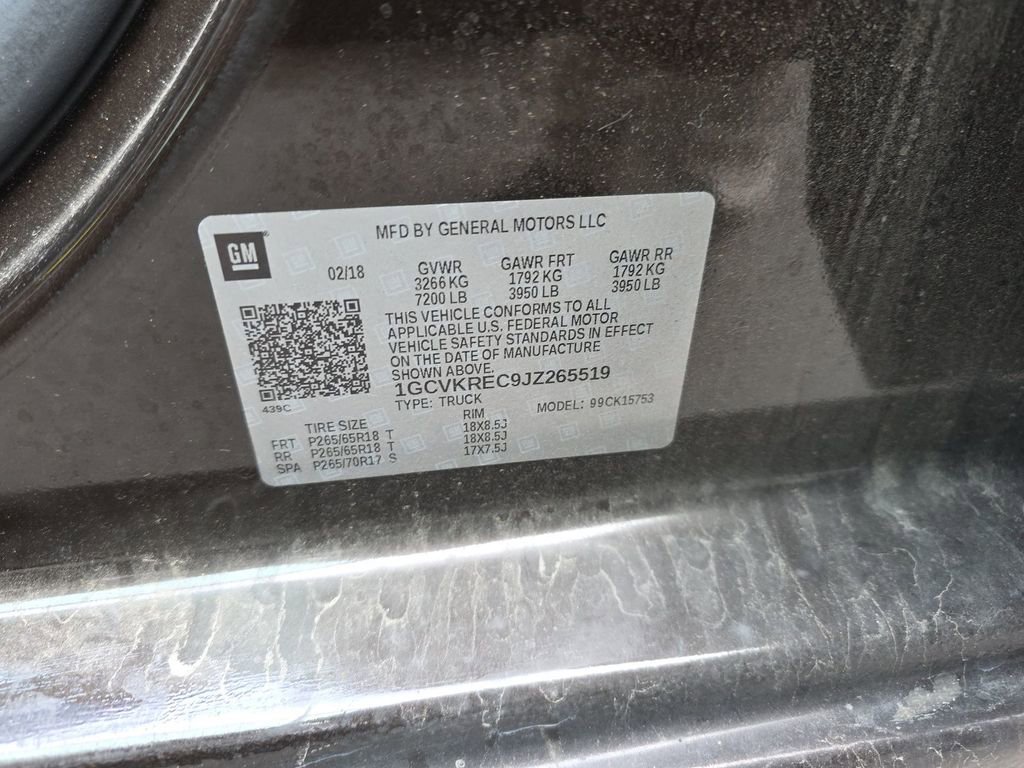 GM
MFD BY GENERAL MOTORS LLC
02/18 GVWR GAWR FRT GAWR RR
3266 KG 1792 KG 1792 KG
7200 LB 3950 LB 3950 LB
THIS VEHICLE CONFORMS TO ALL
APPLICABLE U.S. FEDERAL MOTOR
VEHICLE SAFETY STANDARDS IN EFFECT
ON THE DATE OF MANUFACTURE
SHOWN ABOVE.
1GCVKREC9JZ265519
439C TYPE: TRUCK MODEL: 99CK15753
TIRE SIZE RIM
FRT P265/65R18 T 18X8.5J
RR P265/65R18 T 18X8.5J
SPA P265/70R17 S 17X7.5J